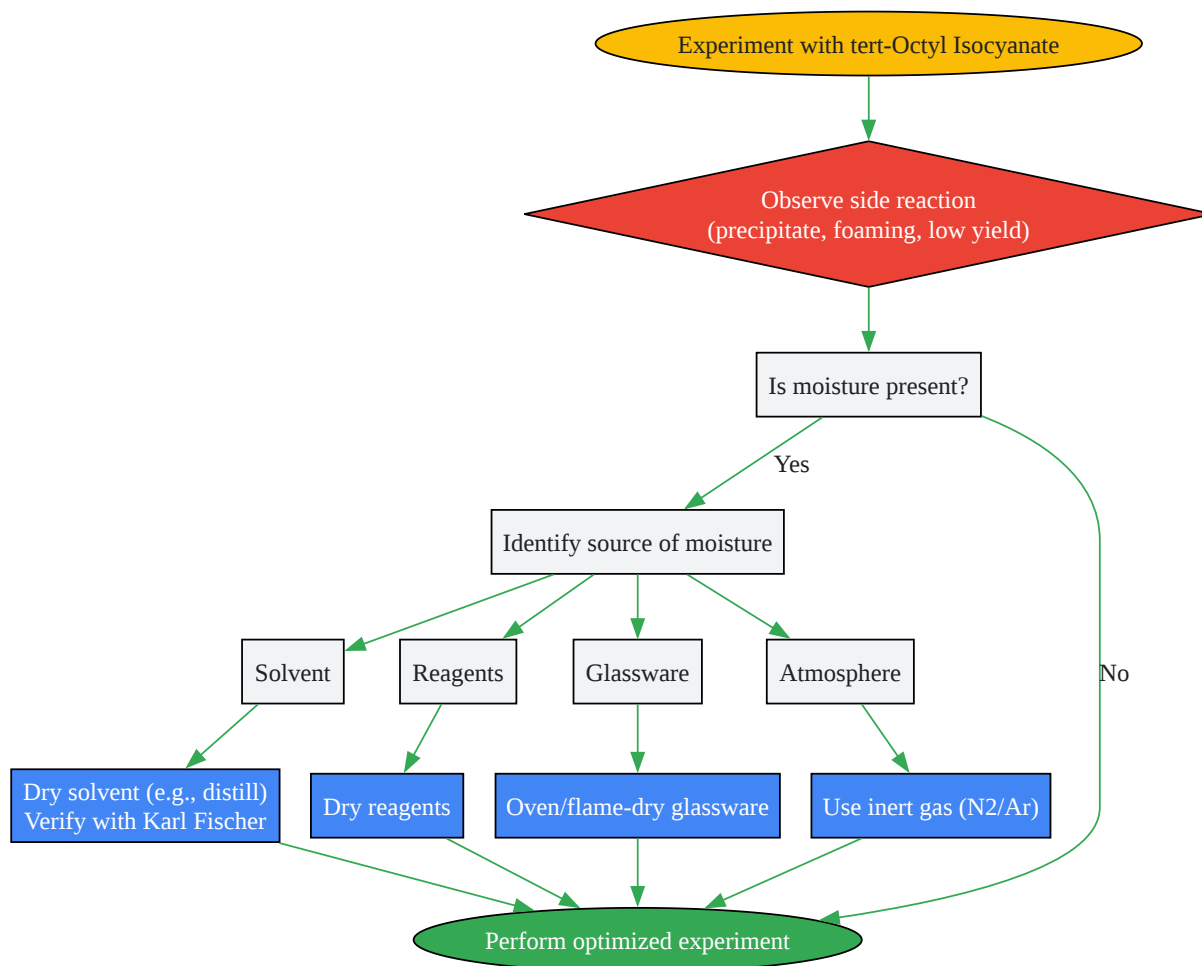 Experiment with tert-Octyl Isocyanate
Observe side reaction
(precipitate, foaming, low yield)
Is moisture present?
Yes
Identify source of moisture
Solvent
Reagents
Glassware
Atmosphere
No
Dry solvent (e.g., distill)
Verify with Karl Fischer
Dry reagents
Oven/flame-dry glassware
Use inert gas (N2/Ar)
Perform optimized experiment